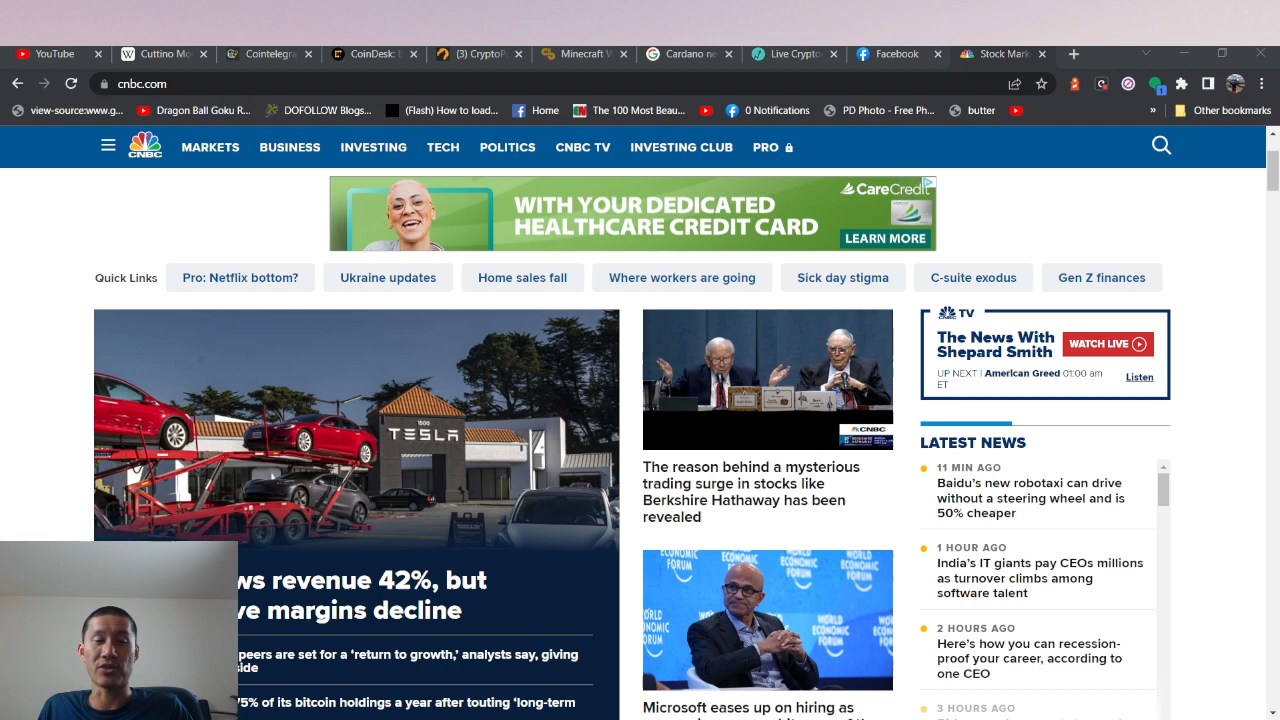 YouTube
Cuttino Mo
Cointelegra
CoinDesk: B
(3) CryptoP
Minecraft W
Cardano ne
Live Crypto
Facebook
Stock Mark
cnbc.com
view-source:www.g...
Dragon Ball Goku R...
DOFOLLOW Blogs...
(Flash) How to load...
Home
The 100 Most Beau...
0 Notifications
PD Photo - Free Ph...
butter
Other bookmarks
CNBC
MARKETS
BUSINESS
INVESTING
TECH
POLITICS
CNBC TV
INVESTING CLUB
PRO
WITH YOUR DEDICATED
HEALTHCARE CREDIT CARD
CareCredit
LEARN MORE
Quick Links
Pro: Netflix bottom?
Ukraine updates
Home sales fall
Where workers are going
Sick day stigma
C-suite exodus
Gen Z finances
1500
TESLA
ws revenue 42%, but
ve margins decline
peers are set for a ‘return to growth,’ analysts say, giving
side
75% of its bitcoin holdings a year after touting ‘long-term
CNBC
The reason behind a mysterious
trading surge in stocks like
Berkshire Hathaway has been
revealed
WORLD
ECONOMIC
FORUM
Microsoft eases up on hiring as
TV
The News With
Shepard Smith
WATCH LIVE
UP NEXT | American Greed 01:00 am
ET
Listen
LATEST NEWS
11 MIN AGO
Baidu’s new robotaxi can drive
without a steering wheel and is
50% cheaper
1 HOUR AGO
India’s IT giants pay CEOs millions
as turnover climbs among
software talent
2 HOURS AGO
Here’s how you can recession-
proof your career, according to
one CEO
3 HOURS AGO